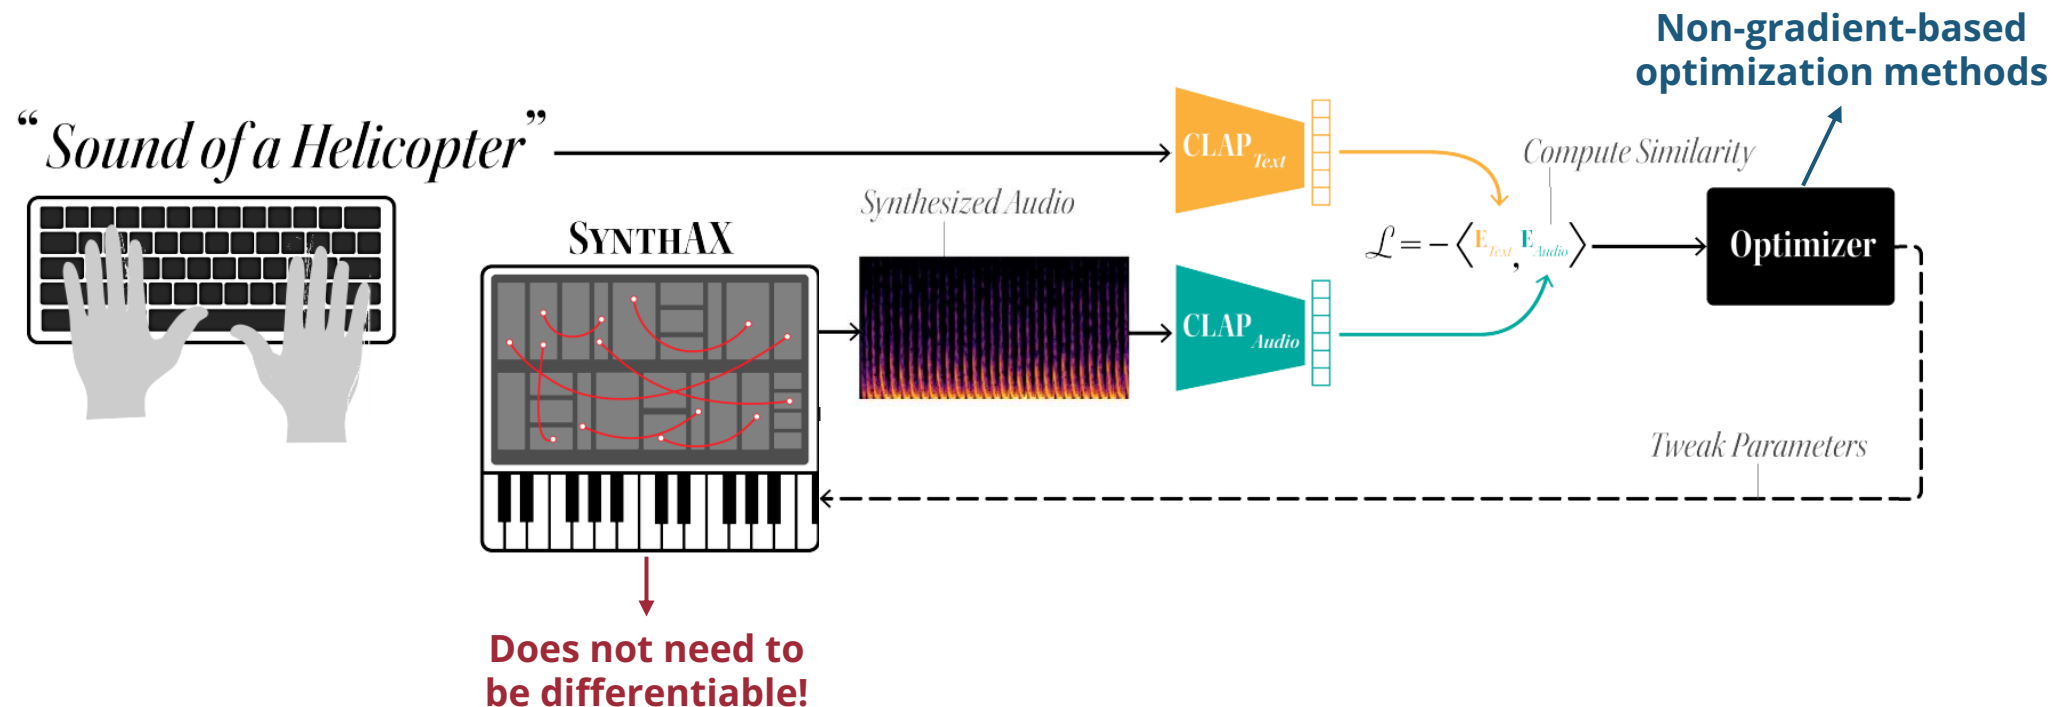 Non-gradient-based
optimization methods
“ Sound of a Helicopter”
CLAP Text
Compute Similarity
Synthesized Audio
SYNTHAX
ℒ = − ⟨E Text, E Audio⟩
Optimizer
CLAP Audio
Tweak Parameters
Does not need to
be differentiable!